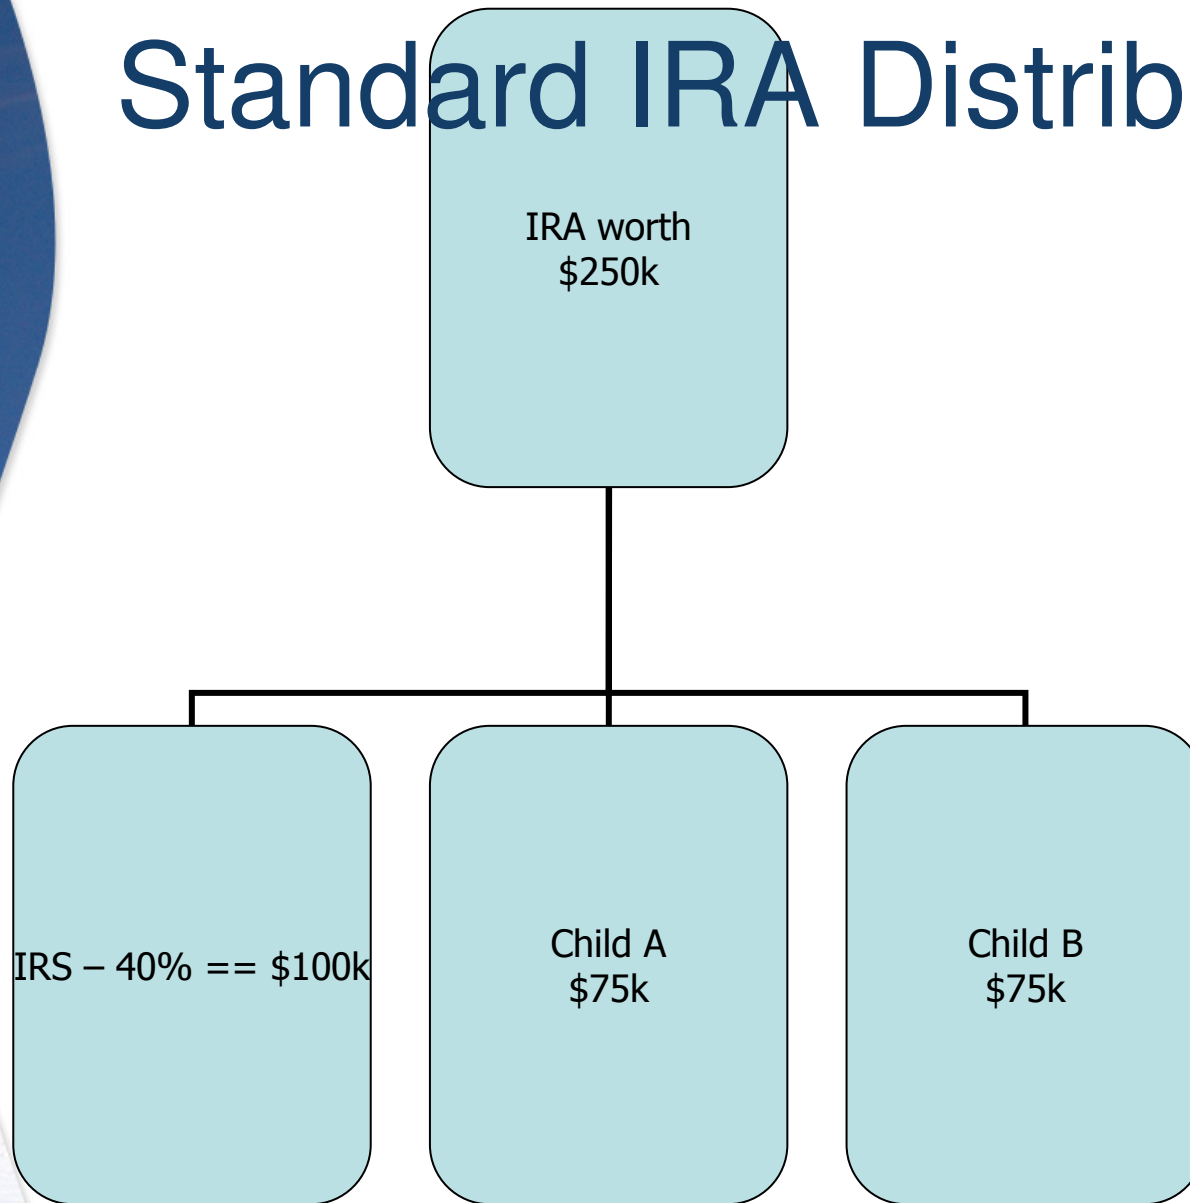 Standard IRA Distrib
IRA worth
$250k
IRS – 40% == $100k
Child A
$75k
Child B
$75k